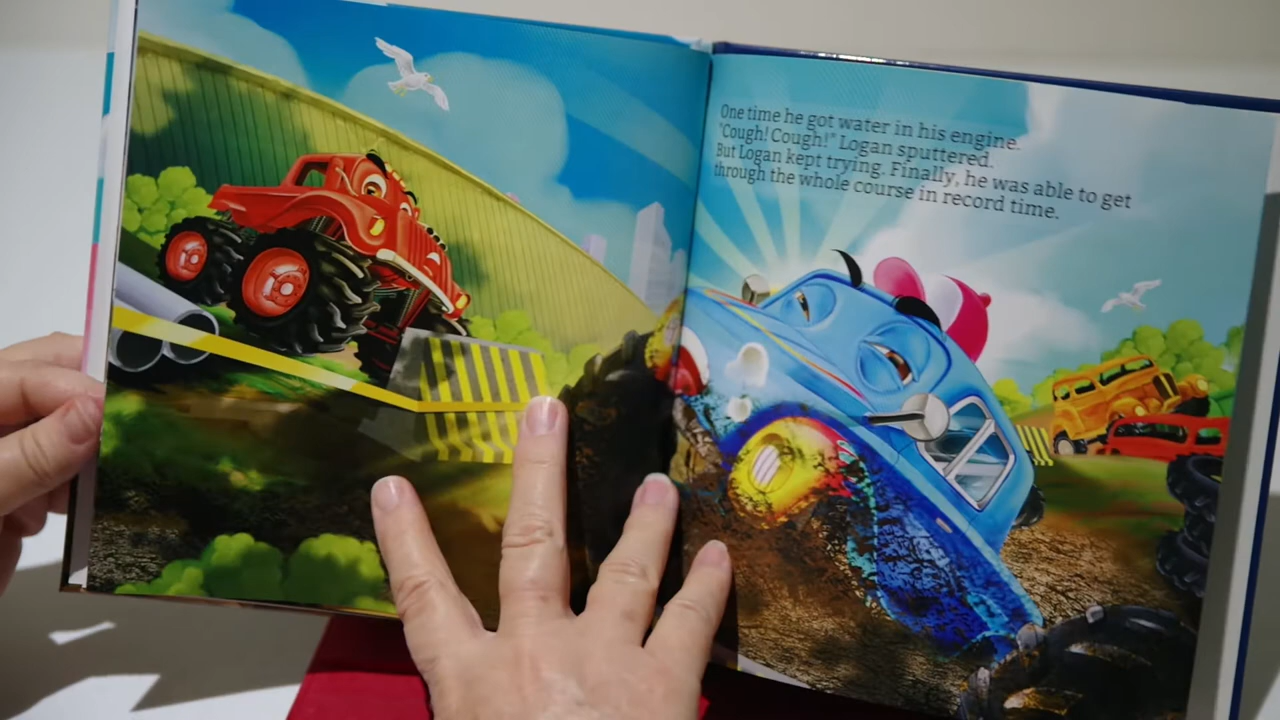 One time he got water in his engine.
"Cough! Cough!" Logan sputtered.
But Logan kept trying. Finally, he was able to get
through the whole course in record time.